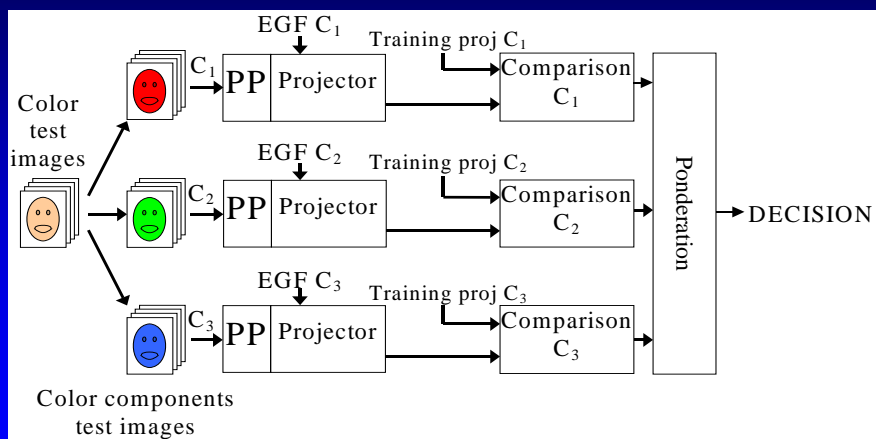 EGF C₁
Training proj C₁
C₁
PP
Projector
Comparison
C₁
Color
test
images
EGF C₂
Training proj C₂
C₂
PP
Projector
Comparison
C₂
Ponderation
DECISION
EGF C₃
Training proj C₃
C₃
PP
Projector
Comparison
C₃
Color components
test images